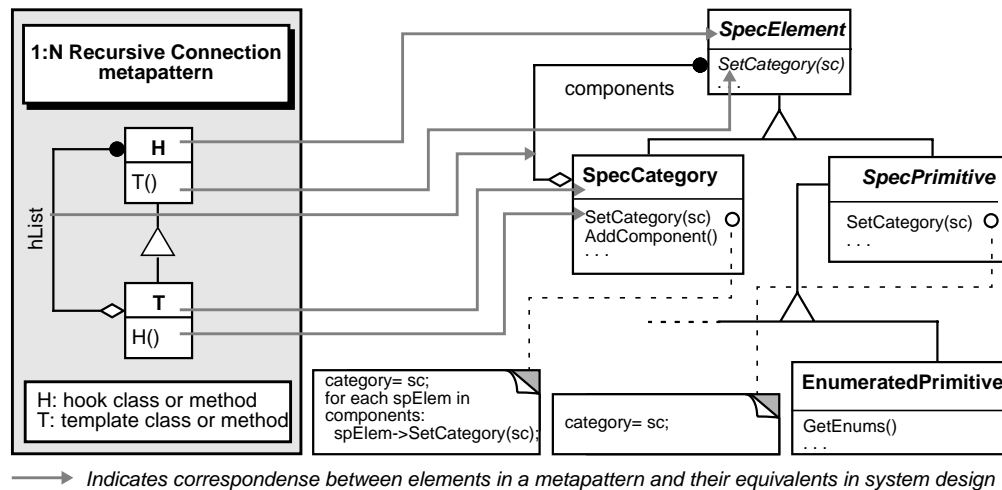 1:N Recursive Connection
metapattern
H
T()
hList
T
H()
H: hook class or method
T: template class or method
SpecElement
SetCategory(sc)
. . .
components
SpecCategory
SetCategory(sc)
AddComponent()
. . .
SpecPrimitive
SetCategory(sc)
. . .
category= sc;
for each spElem in
components:
spElem->SetCategory(sc);
category= sc;
EnumeratedPrimitive
GetEnums()
. . .
Indicates correspondense between elements in a metapattern and their equivalents in system design